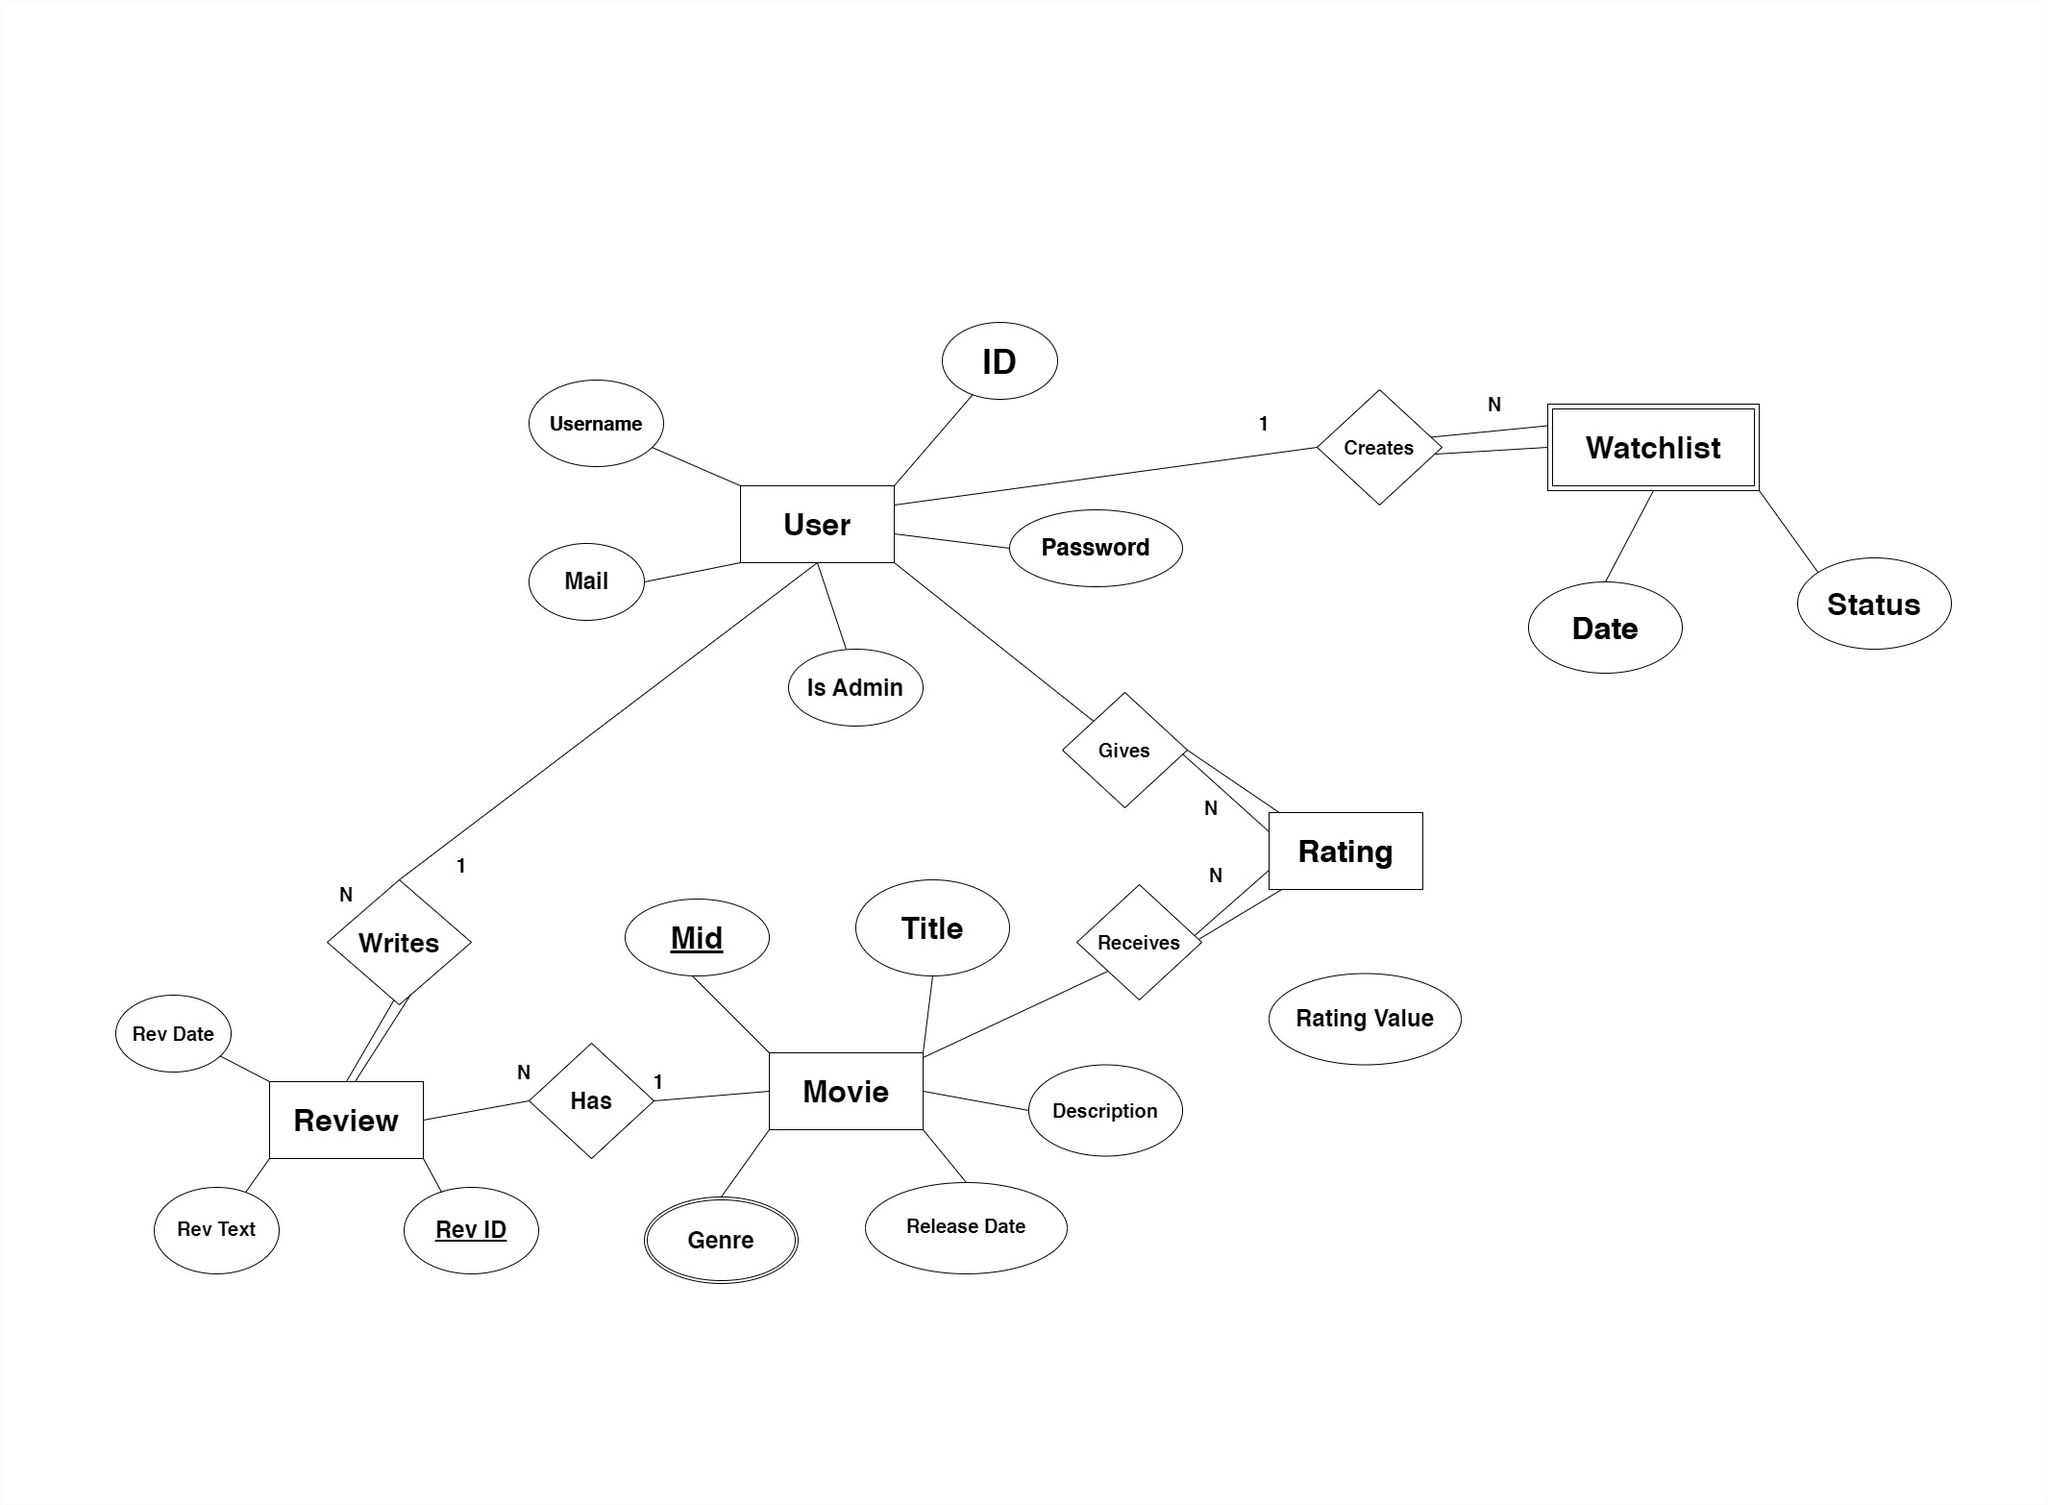 ID
Username
1
N
Creates
Watchlist
User
Password
Mail
Date
Status
Is Admin
Gives
N
Rating
1
N
N
Writes
Mid
Title
Receives
Rating Value
Rev Date
N
Has
1
Movie
Description
Review
Rev Text
Rev ID
Genre
Release Date